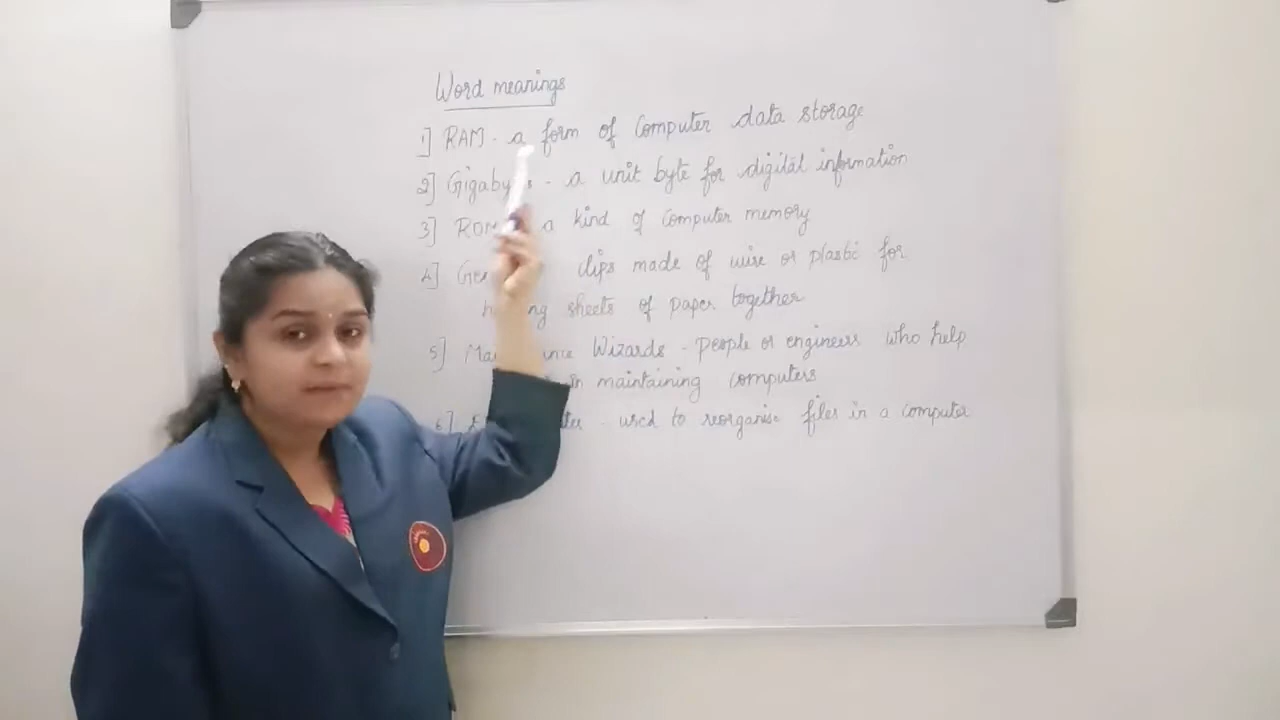 Word meanings
1] RAM - a form of Computer data storage
2] - a unit byte for digital information
3] a kind of computer memory
4] clips made of wire or plastic for
sheets of paper together
5] Wizards - people or engineers who help
in maintaining computers
6] - used to reorganise files in a computer